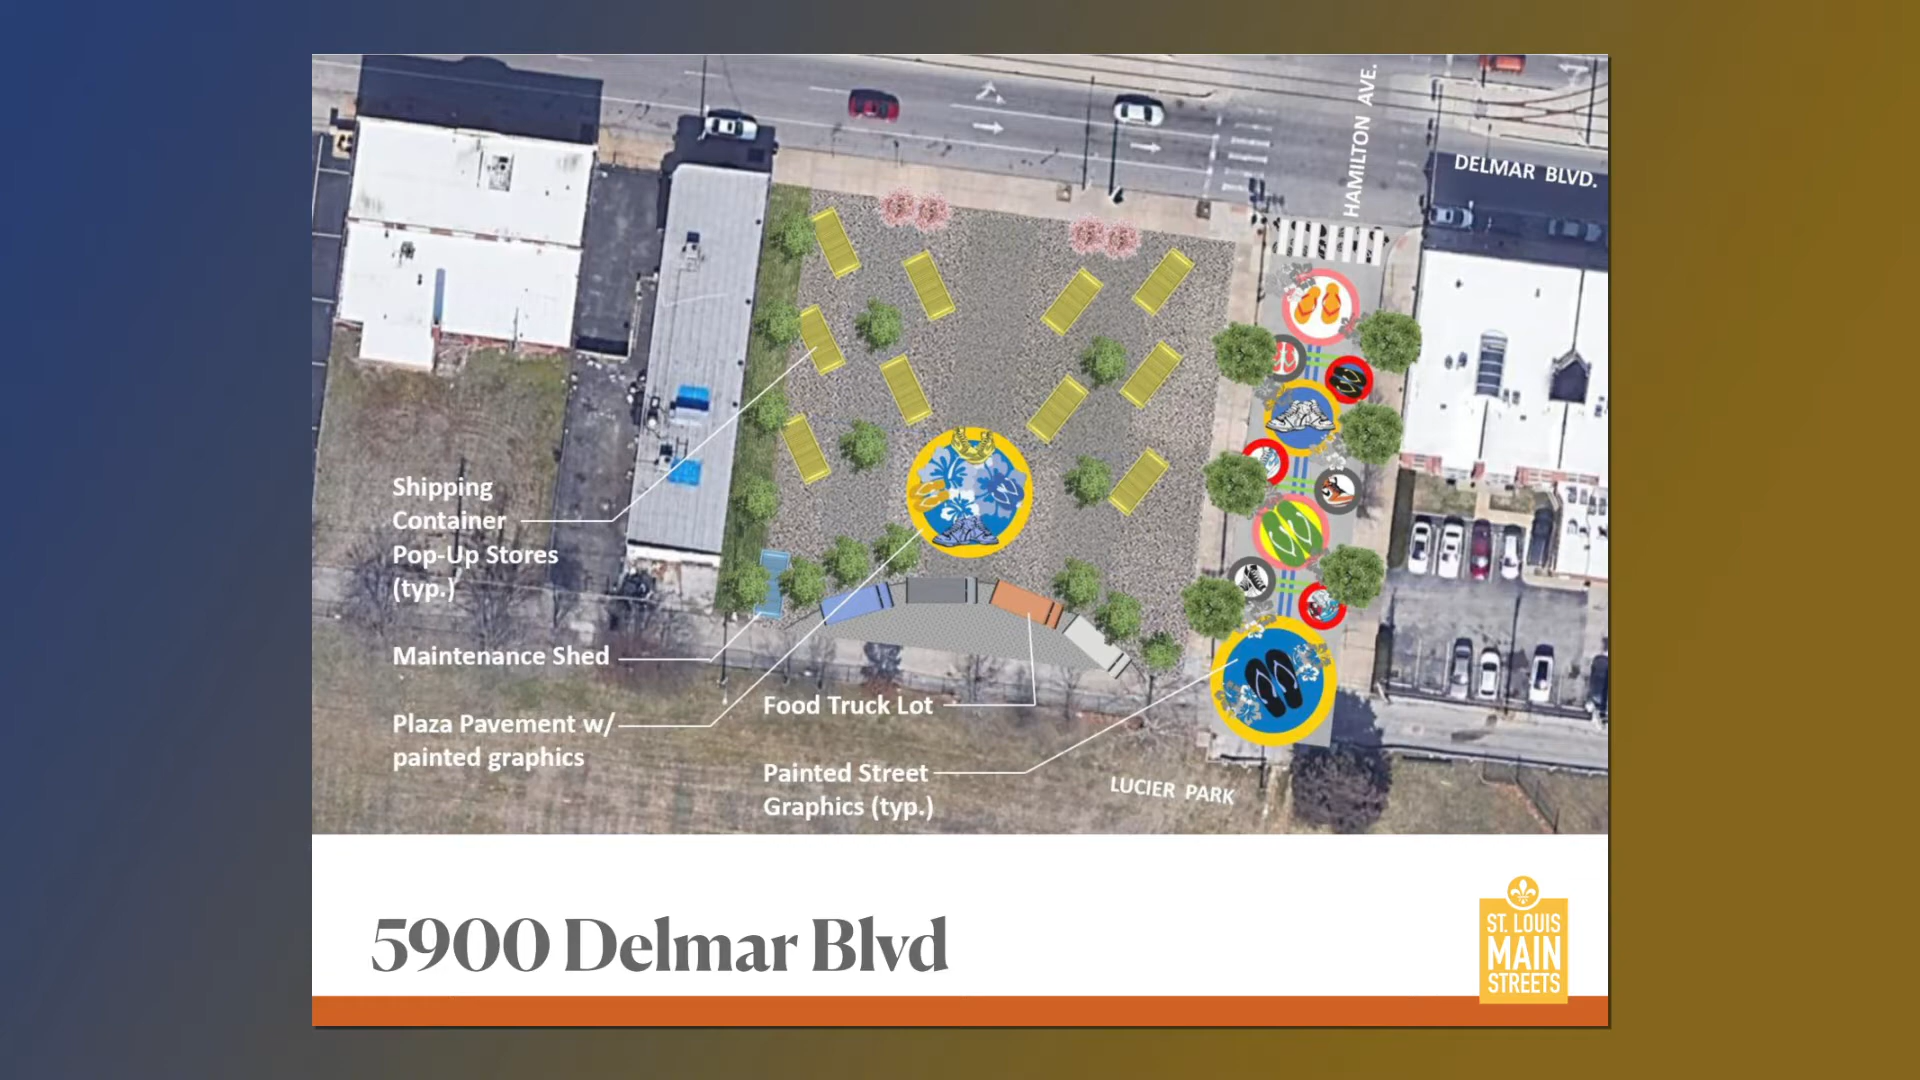 HAMILTON AVE.
DELMAR BLVD.
Shipping
Container
Pop-Up Stores
(typ.)
Maintenance Shed
Plaza Pavement w/
painted graphics
Food Truck Lot
Painted Street
Graphics (typ.)
LUCIER PARK
5900 Delmar Blvd
ST. LOUIS
MAIN
STREETS